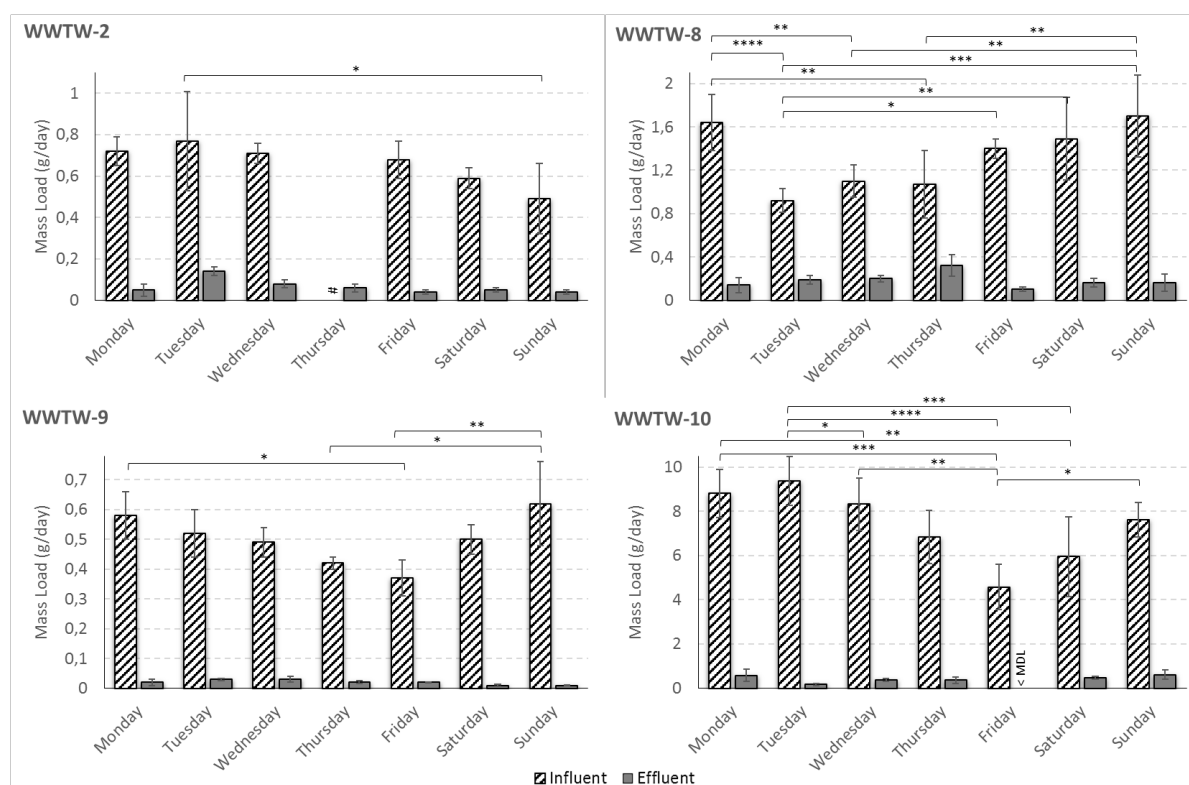 WWTW-2
*
Mass Load (g/day)
1
0,8
0,6
0,4
0,2
0
#
Monday
Tuesday
Wednesday
Thursday
Friday
Saturday
Sunday
WWTW-8
**
**
****
**
***
**
**
*
Mass Load (g/day)
2
1,6
1,2
0,8
0,4
0
Monday
Tuesday
Wednesday
Thursday
Friday
Saturday
Sunday
WWTW-9
**
*
*
Mass Load (g/day)
0,7
0,6
0,5
0,4
0,3
0,2
0,1
0
Monday
Tuesday
Wednesday
Thursday
Friday
Saturday
Sunday
WWTW-10
***
****
*
**
***
**
*
Mass Load (g/day)
10
8
6
4
2
0
< MDL
Monday
Tuesday
Wednesday
Thursday
Friday
Saturday
Sunday
Influent Effluent